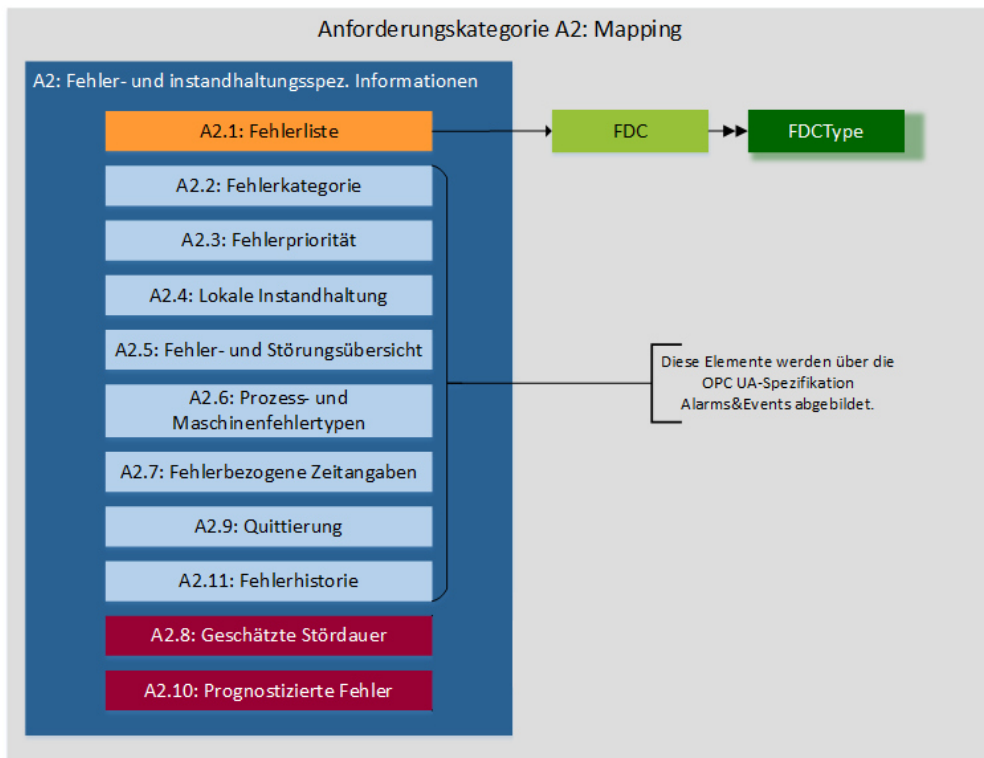 Anforderungskategorie A2: Mapping
A2: Fehler- und instandhaltungsspez. Informationen
A2.1: Fehlerliste
FDC
FDCType
A2.2: Fehlerkategorie
A2.3: Fehlerpriorität
A2.4: Lokale Instandhaltung
A2.5: Fehler- und Störungsübersicht
A2.6: Prozess- und
Maschinenfehlertypen
A2.7: Fehlerbezogene Zeitangaben
A2.9: Quittierung
A2.11: Fehlerhistorie
A2.8: Geschätzte Stördauer
A2.10: Prognostizierte Fehler
Diese Elemente werden über die
OPC UA-Spezifikation
Alarms&Events abgebildet.